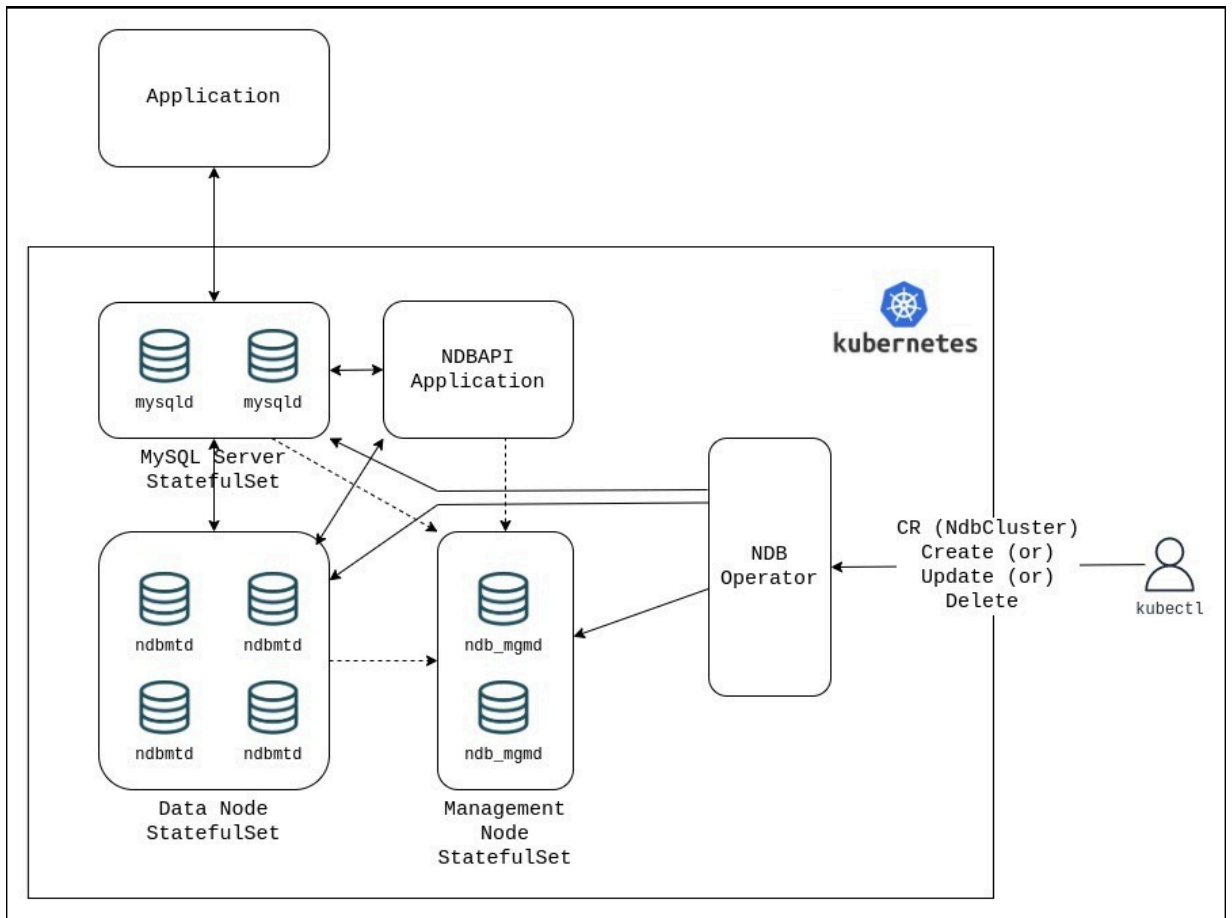 Application
kubernetes
mysqld
mysqld
MySQL Server
StatefulSet
NDBAPI
Application
NDB
Operator
CR (NdbCluster)
Create (or)
Update (or)
Delete
kubectl
ndbmtd
ndbmtd
ndbmtd
ndbmtd
Data Node
StatefulSet
ndb_mgmd
ndb_mgmd
Management
Node
StatefulSet